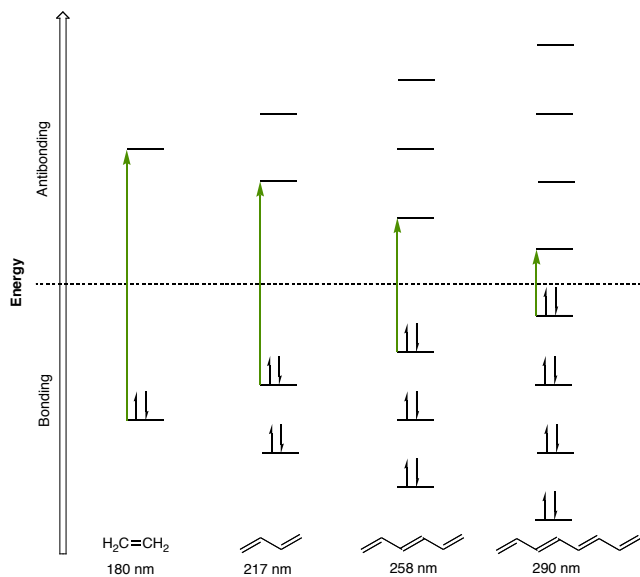 Antibonding
Energy
Bonding
H2C=CH2
180 nm
217 nm
258 nm
290 nm